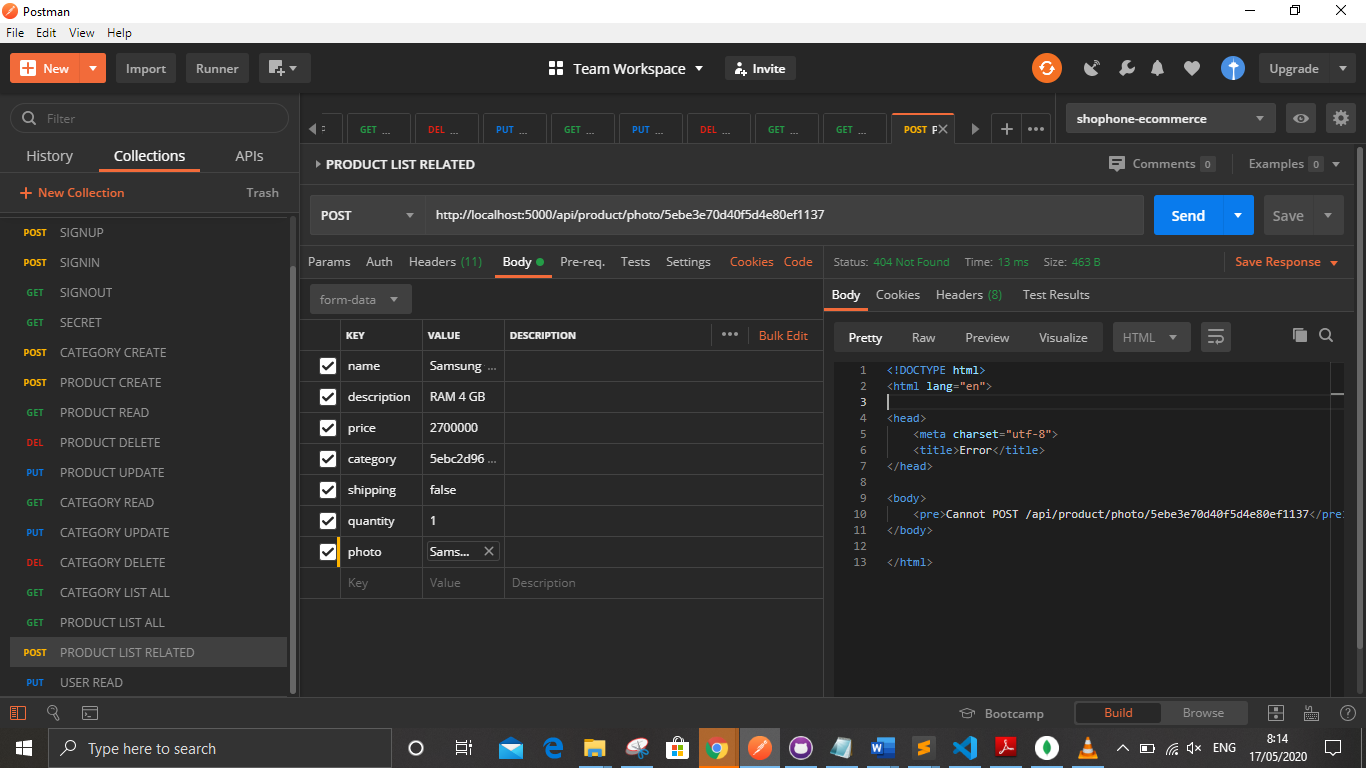 Postman
File Edit View Help
New Import Runner Team Workspace Invite Upgrade
Filter
History Collections APIs
New Collection Trash
POST SIGNUP
POST SIGNIN
GET SIGNOUT
GET SECRET
POST CATEGORY CREATE
POST PRODUCT CREATE
GET PRODUCT READ
DEL PRODUCT DELETE
PUT PRODUCT UPDATE
GET CATEGORY READ
PUT CATEGORY UPDATE
DEL CATEGORY DELETE
GET CATEGORY LIST ALL
GET PRODUCT LIST ALL
POST PRODUCT LIST RELATED
PUT USER READ
GET ... DEL ... PUT ... GET ... PUT ... DEL ... GET ... GET ... POST P
shophone-ecommerce
PRODUCT LIST RELATED Comments 0 Examples 0
POST http://localhost:5000/api/product/photo/5ebe3e70d40f5d4e80ef1137 Send Save
Params Auth Headers (11) Body Pre-req. Tests Settings Cookies Code
form-data
KEY VALUE DESCRIPTION ••• Bulk Edit
name Samsung ...
description RAM 4 GB
price 2700000
category 5ebc2d96 ...
shipping false
quantity 1
photo Sams...
Key Value Description
Status: 404 Not Found Time: 13 ms Size: 463 B Save Response
Body Cookies Headers (8) Test Results
Pretty Raw Preview Visualize HTML
1 <!DOCTYPE html>
2 <html lang="en">
3
4 <head>
5 <meta charset="utf-8">
6 <title>Error</title>
7 </head>
8
9 <body>
10 <pre>Cannot POST /api/product/photo/5ebe3e70d40f5d4e80ef1137</pre
11 </body>
12
13 </html>
Bootcamp Build Browse
Type here to search
ENG
8:14
17/05/2020